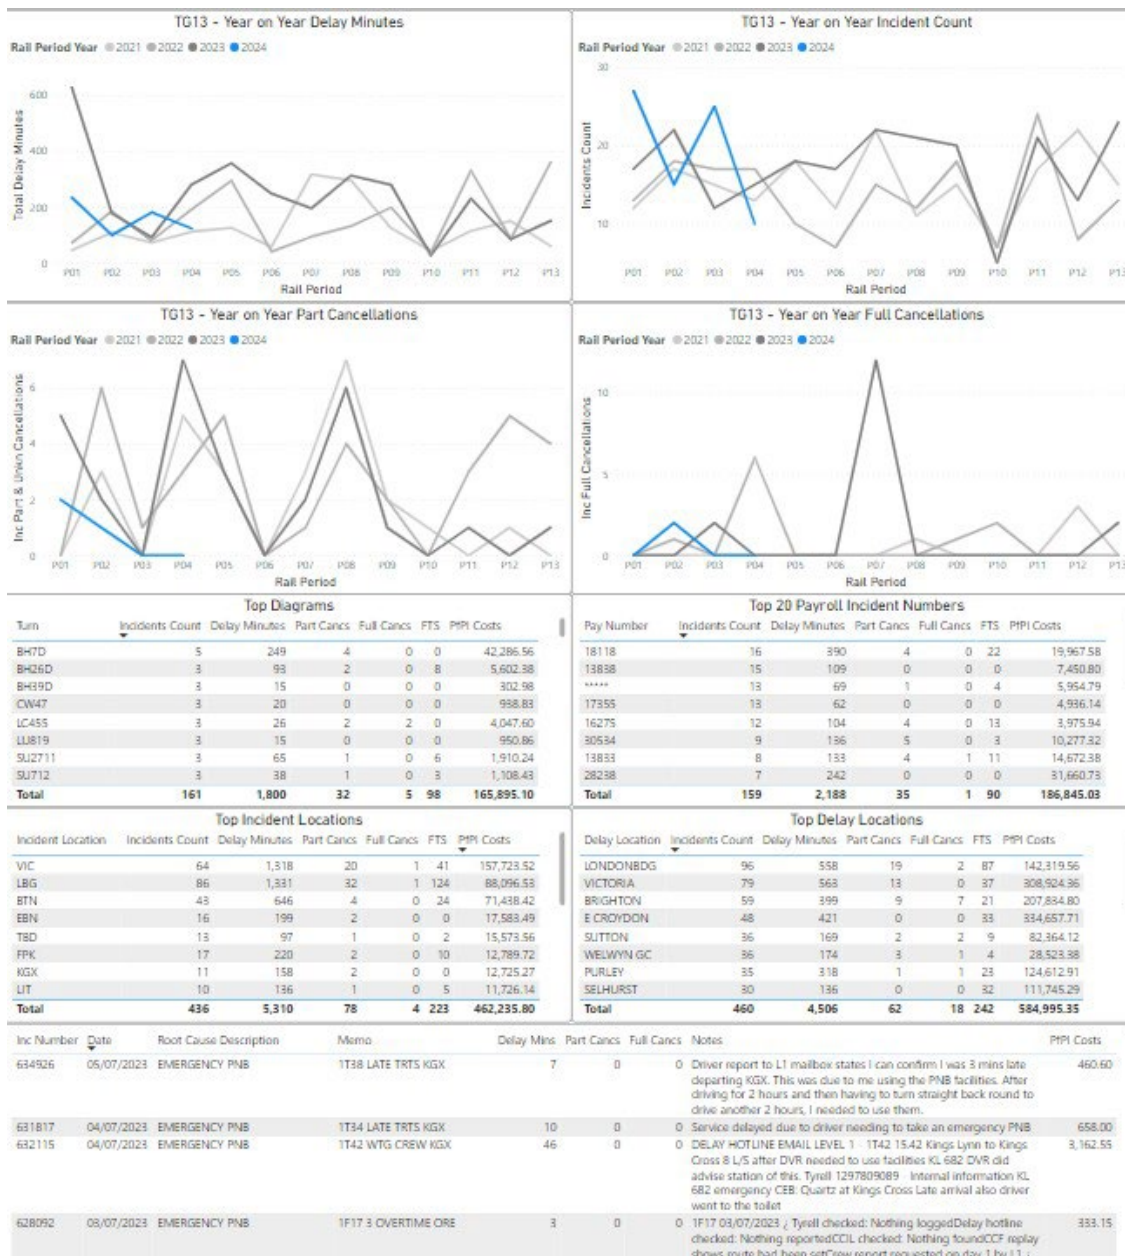 TG13 - Year on Year Delay Minutes
Rail Period Year 2021 2022 2023 2024
Total Delay Minutes
600
400
200
0
P01 P02 P03 P04 P05 P06 P07 P08 P09 P10 P11 P12 P13
Rail Period
TG13 - Year on Year Incident Count
Rail Period Year 2021 2022 2023 2024
Incidents Count
30
20
10
P01 P02 P03 P04 P05 P06 P07 P08 P09 P10 P11 P12 P13
Rail Period
TG13 - Year on Year Part Cancellations
Rail Period Year 2021 2022 2023 2024
Inc Part & Unkn Cancellations
6
4
2
0
P01 P02 P03 P04 P05 P06 P07 P08 P09 P10 P11 P12 P13
Rail Period
TG13 - Year on Year Full Cancellations
Rail Period Year 2021 2022 2023 2024
Inc Full Cancellations
10
5
0
P01 P02 P03 P04 P05 P06 P07 P08 P09 P10 P11 P12 P13
Rail Period
Top Diagrams
Turn Incidents Count Delay Minutes Part Cancs Full Cancs FTS PfPI Costs
BH7D 5 249 4 0 0 42,286.56
BH26D 3 93 2 0 8 5,602.38
BH39D 3 15 0 0 0 302.98
CW47 3 20 0 0 0 938.83
LC455 3 26 2 2 0 4,047.60
LU819 3 15 0 0 0 950.86
SU2711 3 65 1 0 6 1,910.24
SU712 3 38 1 0 3 1,108.43
Total 161 1,800 32 5 98 165,895.10
Top 20 Payroll Incident Numbers
Pay Number Incidents Count Delay Minutes Part Cancs Full Cancs FTS PfPI Costs
18118 16 390 4 0 22 19,967.58
13838 15 109 0 0 0 7,450.80
***** 13 69 1 0 4 5,954.79
17355 13 62 0 0 0 4,936.14
16275 12 104 4 0 13 3,975.94
30534 9 136 5 0 3 10,277.32
13833 8 133 4 1 11 14,672.38
28238 7 242 0 0 0 31,660.73
Total 159 2,188 35 1 90 186,845.03
Top Incident Locations
Incident Location Incidents Count Delay Minutes Part Cancs Full Cancs FTS PfPI Costs
VIC 64 1,318 20 1 41 157,723.52
LBG 86 1,331 32 1 124 88,096.53
BTN 43 646 4 0 24 71,438.42
EBN 16 199 2 0 0 17,583.49
TBD 13 97 1 0 2 15,573.56
FPK 17 220 2 0 10 12,789.72
KGX 11 158 2 0 0 12,725.27
LIT 10 136 1 0 5 11,726.14
Total 436 5,310 78 4 223 462,235.80
Top Delay Locations
Delay Location Incidents Count Delay Minutes Part Cancs Full Cancs FTS PfPI Costs
LONDONBDG 96 558 19 2 87 142,319.56
VICTORIA 79 563 13 0 37 308,924.36
BRIGHTON 59 399 9 7 21 207,834.80
E CROYDON 48 421 0 0 33 334,657.71
SUTTON 36 169 2 2 9 82,364.12
WELWYN GC 36 174 3 1 4 28,523.38
PURLEY 35 318 1 1 23 124,612.91
SELHURST 30 136 0 0 32 111,745.29
Total 460 4,506 62 18 242 584,995.35
Inc Number Date Root Cause Description Memo Delay Mins Part Cancs Full Cancs Notes PfPI Costs
634926 05/07/2023 EMERGENCY PNB 1T38 LATE TRTS KGX 7 0 0 Driver report to L1 mailbox states I can confirm I was 3 mins late 460.60
departing KGX. This was due to me using the PNB facilities. After
driving for 2 hours and then having to turn straight back round to
drive another 2 hours, I needed to use them.
631817 04/07/2023 EMERGENCY PNB 1T34 LATE TRTS KGX 10 0 0 Service delayed due to driver needing to take an emergency PNB 658.00
632115 04/07/2023 EMERGENCY PNB 1T42 WTG CREW KGX 46 0 0 DELAY HOTLINE EMAIL LEVEL 1 - 1T42 15.42 Kings Lynn to Kings 3,162.55
Cross 8 L/S after DVR needed to use facilities KL 682 DVR did
advise station of this. Tyrell 1297809089 - Internal information KL
682 emergency CEB: Quartz at Kings Cross Late arrival also driver
went to the toilet
628092 03/07/2023 EMERGENCY PNB 1F17 3 OVERTIME ORE 3 0 0 1F17 03/07/2023 ¿ Tyrell checked: Nothing loggedDelay hotline 333.15
checked: Nothing reportedCCIL checked: Nothing foundCCF replay
shows route had been setCrew report requested on day 1 by L1 ¿